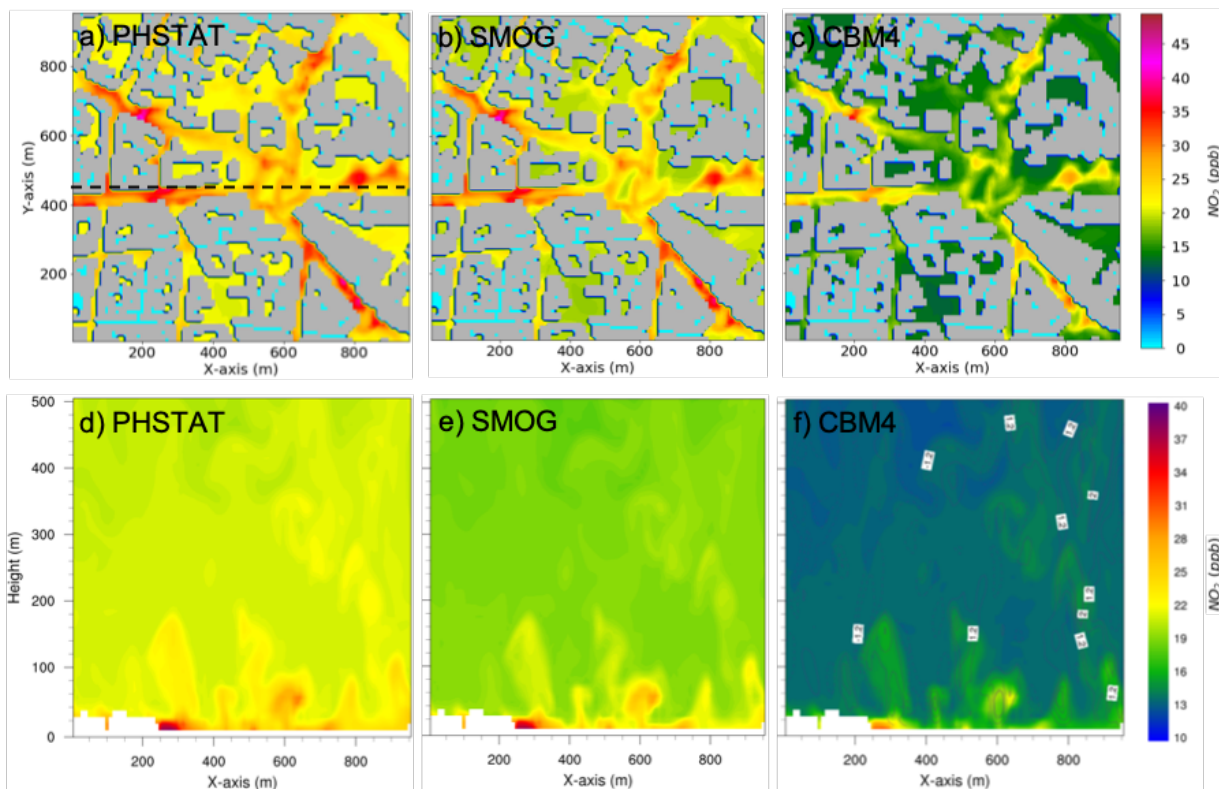 a) PHSTAT
b) SMOG
c) CBM4
Y-axis (m)
800
600
400
200
200 400 600 800
X-axis (m)
200 400 600 800
X-axis (m)
200 400 600 800
X-axis (m)
45
40
35
30
25
20
15
10
5
0
NO₂ (ppb)
d) PHSTAT
e) SMOG
f) CBM4
Height (m)
500
400
300
200
100
0
200 400 600 800
X-axis (m)
200 400 600 800
X-axis (m)
200 400 600 800
X-axis (m)
40
37
34
31
28
25
22
19
16
13
10
NO₂ (ppb)